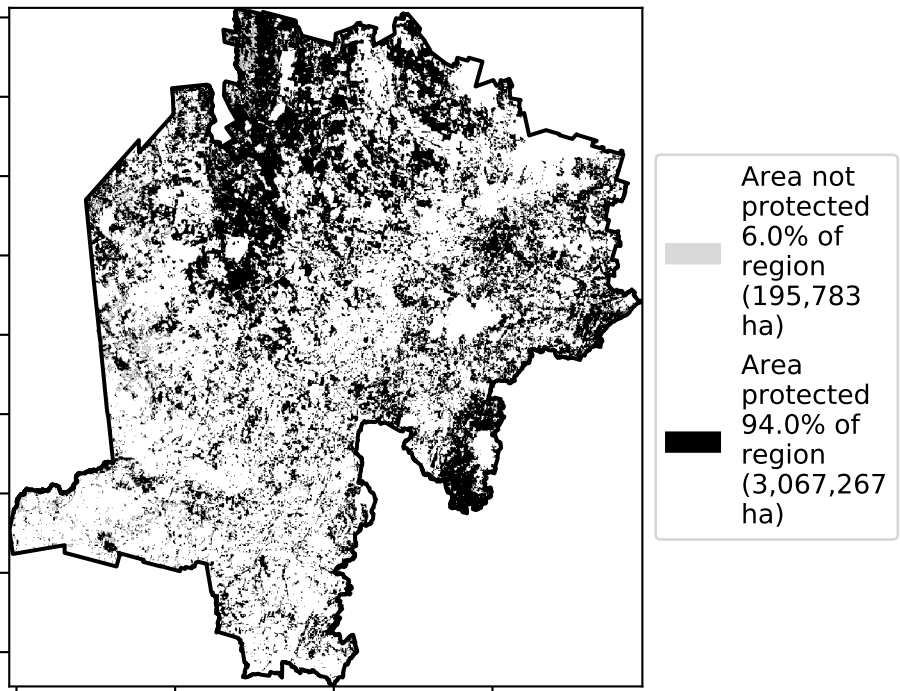 Area not
protected
6.0% of
region
(195,783
ha)
Area
protected
94.0% of
region
(3,067,267
ha)